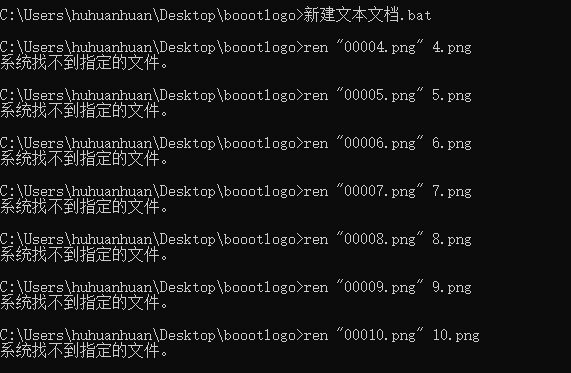 C:\Users\huhuanhuan\Desktop\boootlogo>新建文本文档.bat
C:\Users\huhuanhuan\Desktop\boootlogo>ren "00004.png" 4.png
系统找不到指定的文件。
C:\Users\huhuanhuan\Desktop\boootlogo>ren "00005.png" 5.png
系统找不到指定的文件。
C:\Users\huhuanhuan\Desktop\boootlogo>ren "00006.png" 6.png
系统找不到指定的文件。
C:\Users\huhuanhuan\Desktop\boootlogo>ren "00007.png" 7.png
系统找不到指定的文件。
C:\Users\huhuanhuan\Desktop\boootlogo>ren "00008.png" 8.png
系统找不到指定的文件。
C:\Users\huhuanhuan\Desktop\boootlogo>ren "00009.png" 9.png
系统找不到指定的文件。
C:\Users\huhuanhuan\Desktop\boootlogo>ren "00010.png" 10.png
系统找不到指定的文件。